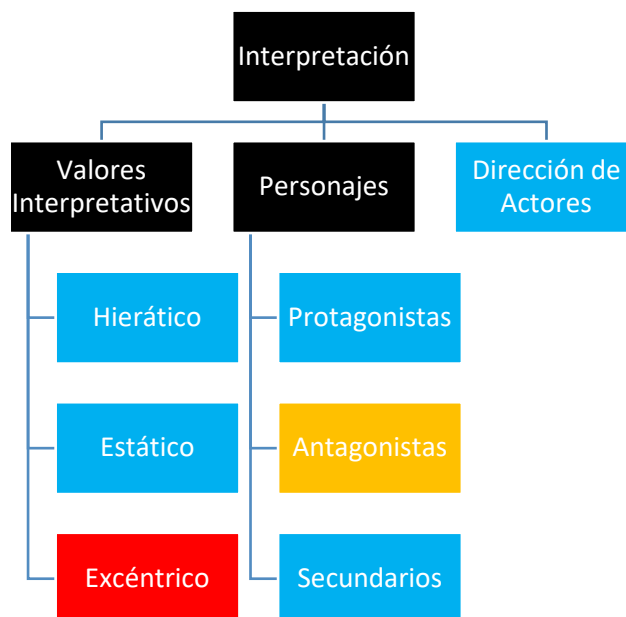 Interpretación
Valores
Interpretativos
Personajes
Dirección de
Actores
Hierático
Protagonistas
Estático
Antagonistas
Excéntrico
Secundarios